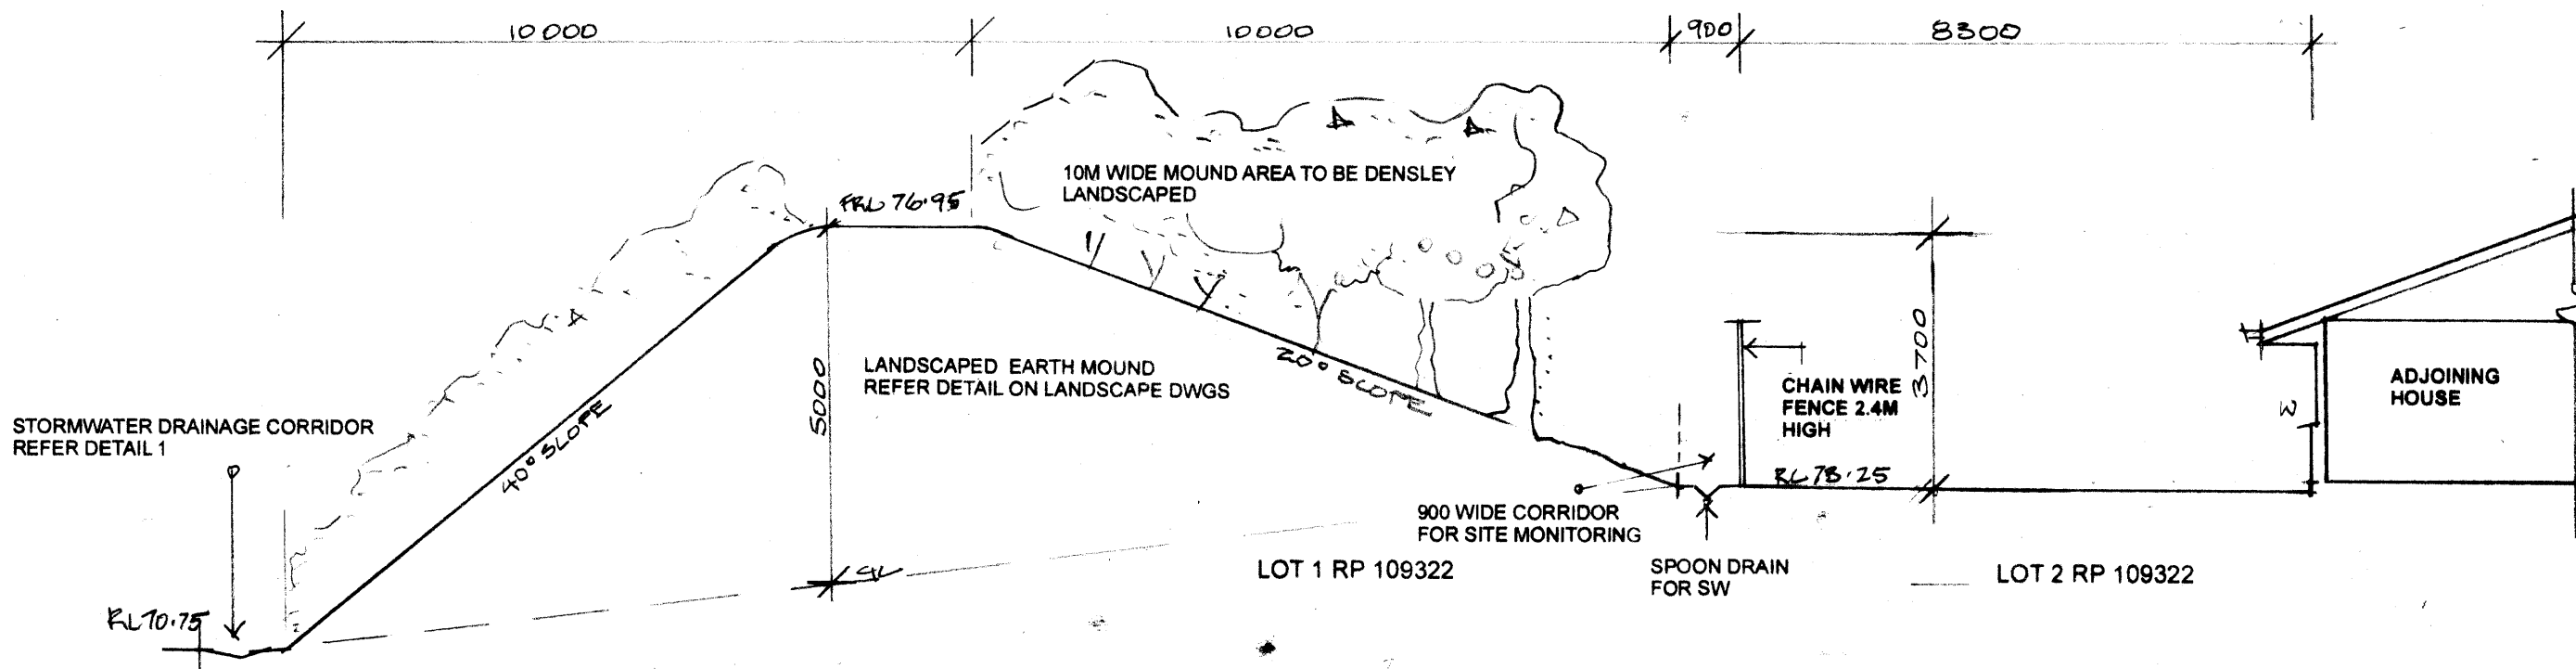 10000
10000
900
8300
10M WIDE MOUND AREA TO BE DENSLEY
LANDSCAPED
FRL 76.95
LANDSCAPED EARTH MOUND
REFER DETAIL ON LANDSCAPE DWGS
5000
20° SLOPE
40° SLOPE
STORMWATER DRAINAGE CORRIDOR
REFER DETAIL 1
CHAIN WIRE
FENCE 2.4M
HIGH
3700
ADJOINING
HOUSE
W
RL 73.25
900 WIDE CORRIDOR
FOR SITE MONITORING
GL
LOT 1 RP 109322
SPOON DRAIN
FOR SW
LOT 2 RP 109322
RL 70.75